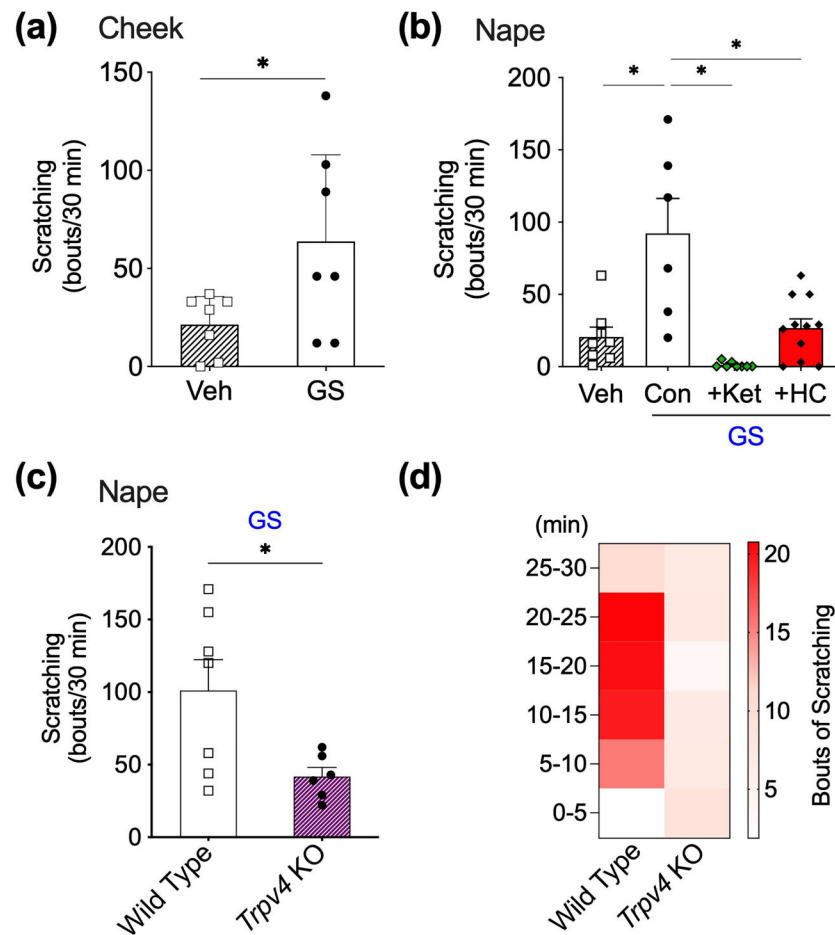 (a) Cheek
*
150
100
50
0
Scratching
(bouts/30 min)
Veh GS
(b) Nape
* * *
200
150
100
50
0
Scratching
(bouts/30 min)
Veh Con +Ket +HC
GS
(c) Nape
GS
*
200
150
100
50
0
Scratching
(bouts/30 min)
Wild Type Trpv4 KO
(d)
(min)
25-30
20-25
15-20
10-15
5-10
0-5
Wild Type Trpv4 KO
20
15
10
5
Bouts of Scratching